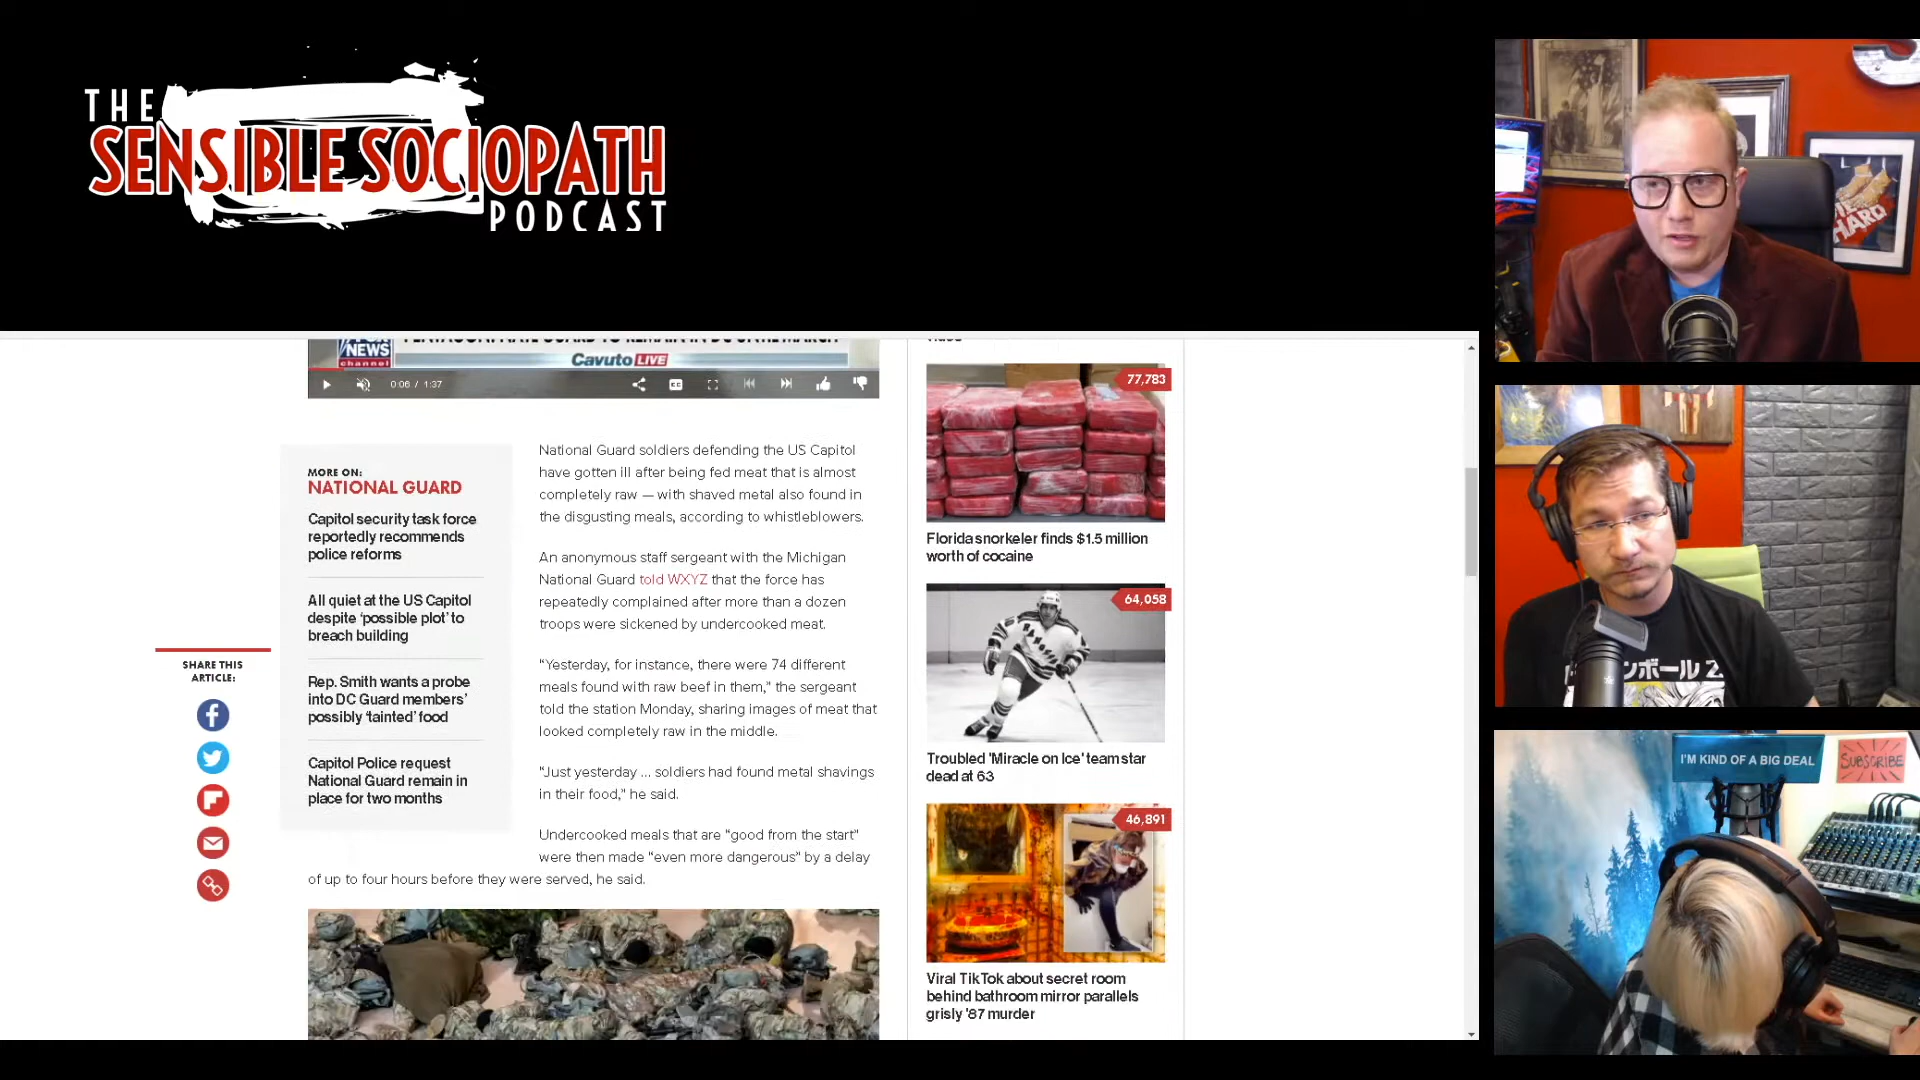 THE
SENSIBLE SOCIOPATH
PODCAST
NEWS
channel
Cavuto LIVE
0:06 / 1:37
MORE ON:
NATIONAL GUARD
Capitol security task force
reportedly recommends
police reforms
All quiet at the US Capitol
despite ‘possible plot’ to
breach building
Rep. Smith wants a probe
into DC Guard members’
possibly ‘tainted’ food
Capitol Police request
National Guard remain in
place for two months
SHARE THIS
ARTICLE:
National Guard soldiers defending the US Capitol
have gotten ill after being fed meat that is almost
completely raw — with shaved metal also found in
the disgusting meals, according to whistleblowers.
An anonymous staff sergeant with the Michigan
National Guard told WXYZ that the force has
repeatedly complained after more than a dozen
troops were sickened by undercooked meat.
“Yesterday, for instance, there were 74 different
meals found with raw beef in them,” the sergeant
told the station Monday, sharing images of meat that
looked completely raw in the middle.
“Just yesterday … soldiers had found metal shavings
in their food,” he said.
Undercooked meals that are “good from the start”
were then made “even more dangerous” by a delay
of up to four hours before they were served, he said.
77,783
Florida snorkeler finds $1.5 million
worth of cocaine
64,058
Troubled 'Miracle on Ice' team star
dead at 63
46,891
Viral TikTok about secret room
behind bathroom mirror parallels
grisly '87 murder
DIE
HARD
ンボール Z
I'M KIND OF A BIG DEAL
SUBSCRIBE